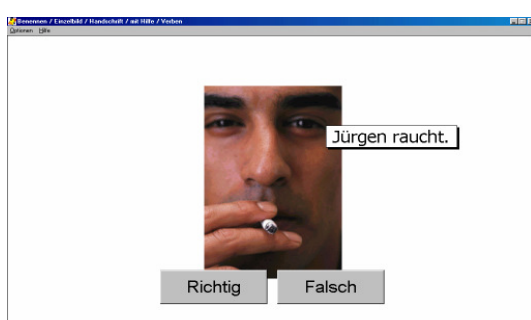 Benennen / Einzelbild / Handschrift / mit Hilfe / Verben
Optionen Hilfe
Jürgen raucht.
Richtig Falsch